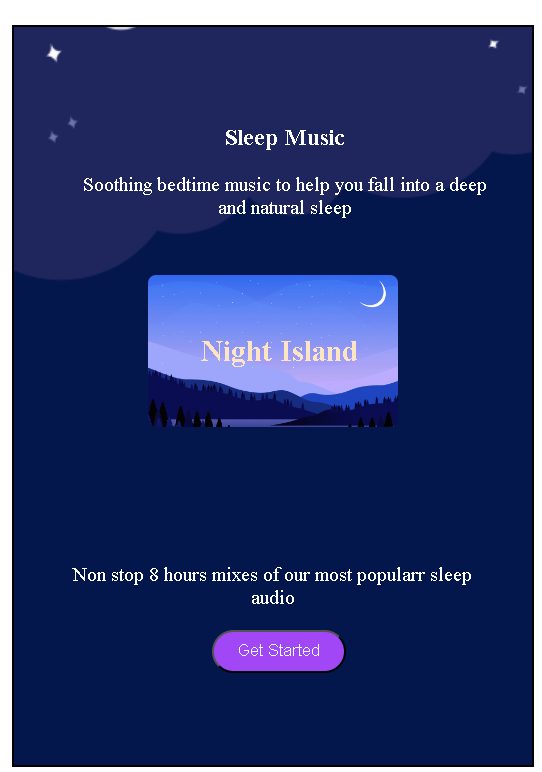 Sleep Music
Soothing bedtime music to help you fall into a deep
and natural sleep
Night Island
Non stop 8 hours mixes of our most popularr sleep
audio
Get Started